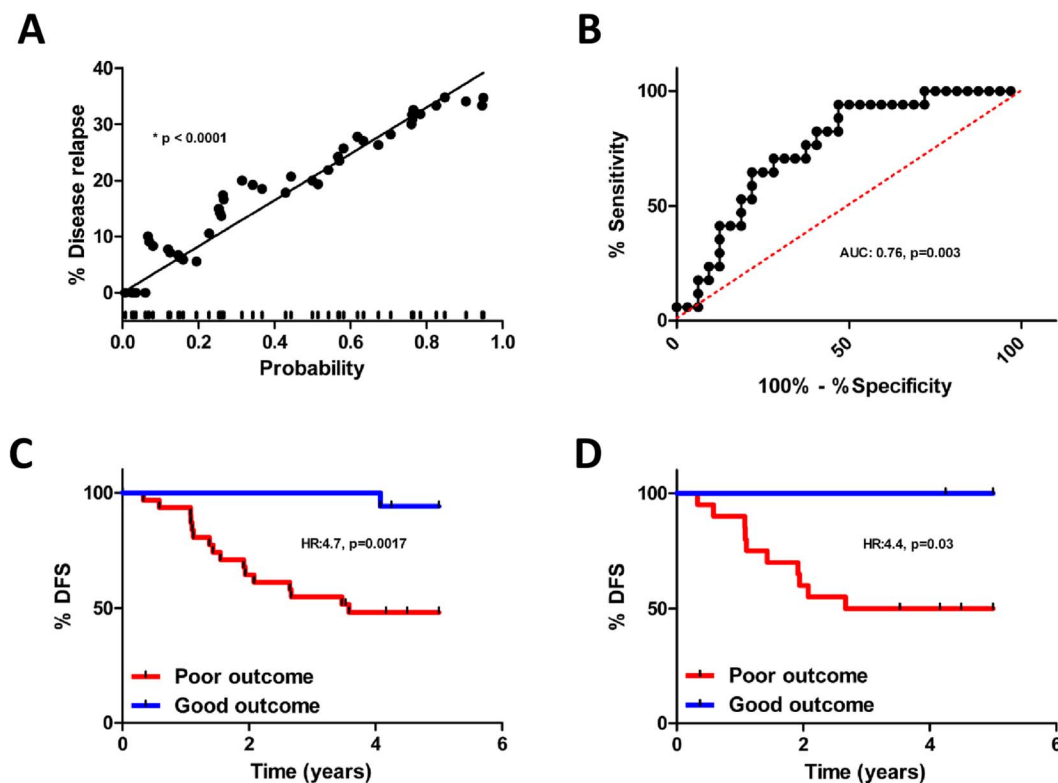 A
% Disease relapse
40
30
20
10
0
* p < 0.0001
0.0 0.2 0.4 0.6 0.8 1.0
Probability
B
% Sensitivity
100
50
0
AUC: 0.76, p=0.003
0 50 100
100% - %Specificity
C
% DFS
100
50
0
HR:4.7, p=0.0017
Poor outcome
Good outcome
0 2 4 6
Time (years)
D
% DFS
100
50
0
HR:4.4, p=0.03
Poor outcome
Good outcome
0 2 4 6
Time (years)